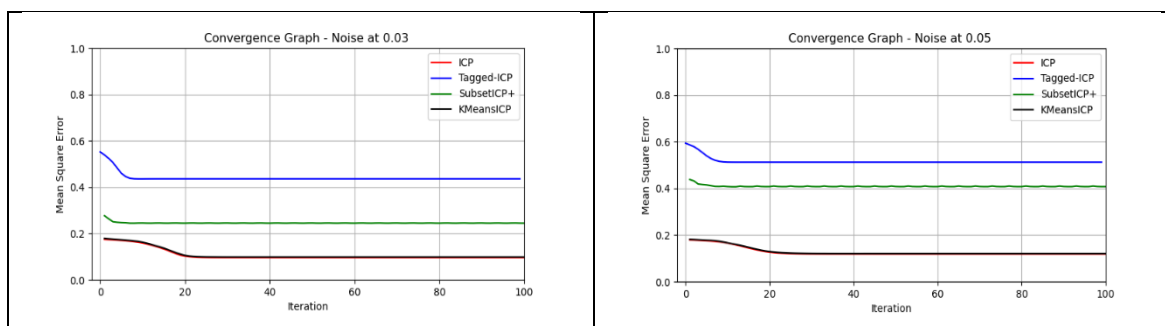 Convergence Graph - Noise at 0.03
1.0
0.8
0.6
0.4
0.2
0.0
Mean Square Error
ICP
Tagged-ICP
SubsetICP+
KMeansICP
0 20 40 60 80 100
Iteration
Convergence Graph - Noise at 0.05
1.0
0.8
0.6
0.4
0.2
0.0
Mean Square Error
ICP
Tagged-ICP
SubsetICP+
KMeansICP
0 20 40 60 80 100
Iteration